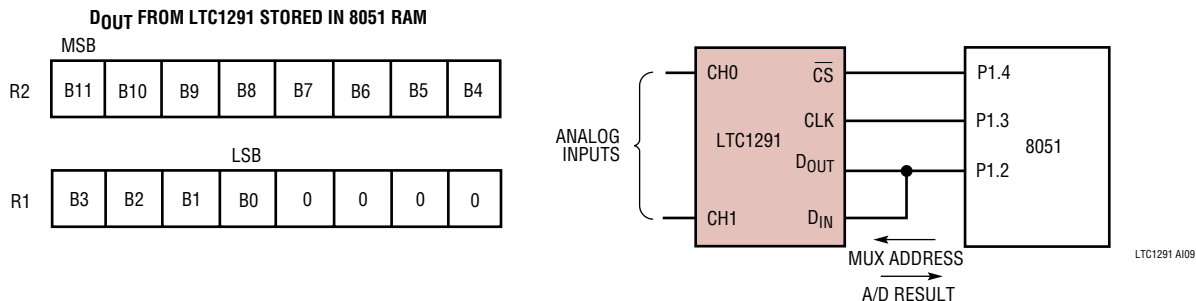 DOUT FROM LTC1291 STORED IN 8051 RAM
MSB
R2 B11 B10 B9 B8 B7 B6 B5 B4
LSB
R1 B3 B2 B1 B0 0 0 0 0
ANALOG
INPUTS
CH0
CH1
LTC1291
CS
CLK
DOUT
DIN
P1.4
P1.3
P1.2
8051
MUX ADDRESS
A/D RESULT
LTC1291 AI09